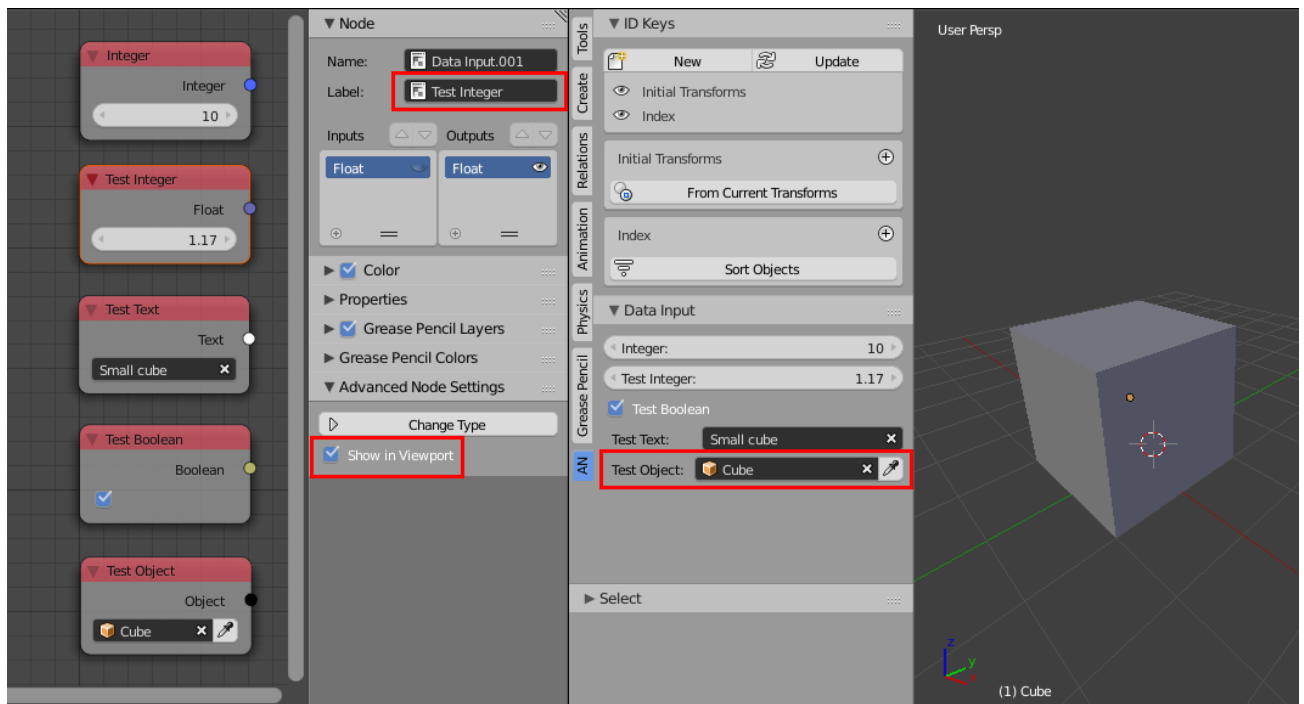 Integer
Integer
10
Test Integer
Float
1.17
Test Text
Text
Small cube
Test Boolean
Boolean
Test Object
Object
Cube
Node
Name: Data Input.001
Label: Test Integer
Inputs Outputs
Float Float
Color
Properties
Grease Pencil Layers
Grease Pencil Colors
Advanced Node Settings
Change Type
Show in Viewport
Tools
Create
Relations
Animation
Physics
Grease Pencil
AN
ID Keys
New Update
Initial Transforms
Index
Initial Transforms
From Current Transforms
Index
Sort Objects
Data Input
Integer: 10
Test Integer: 1.17
Test Boolean
Test Text: Small cube
Test Object: Cube
Select
User Persp
z
y
x
(1) Cube